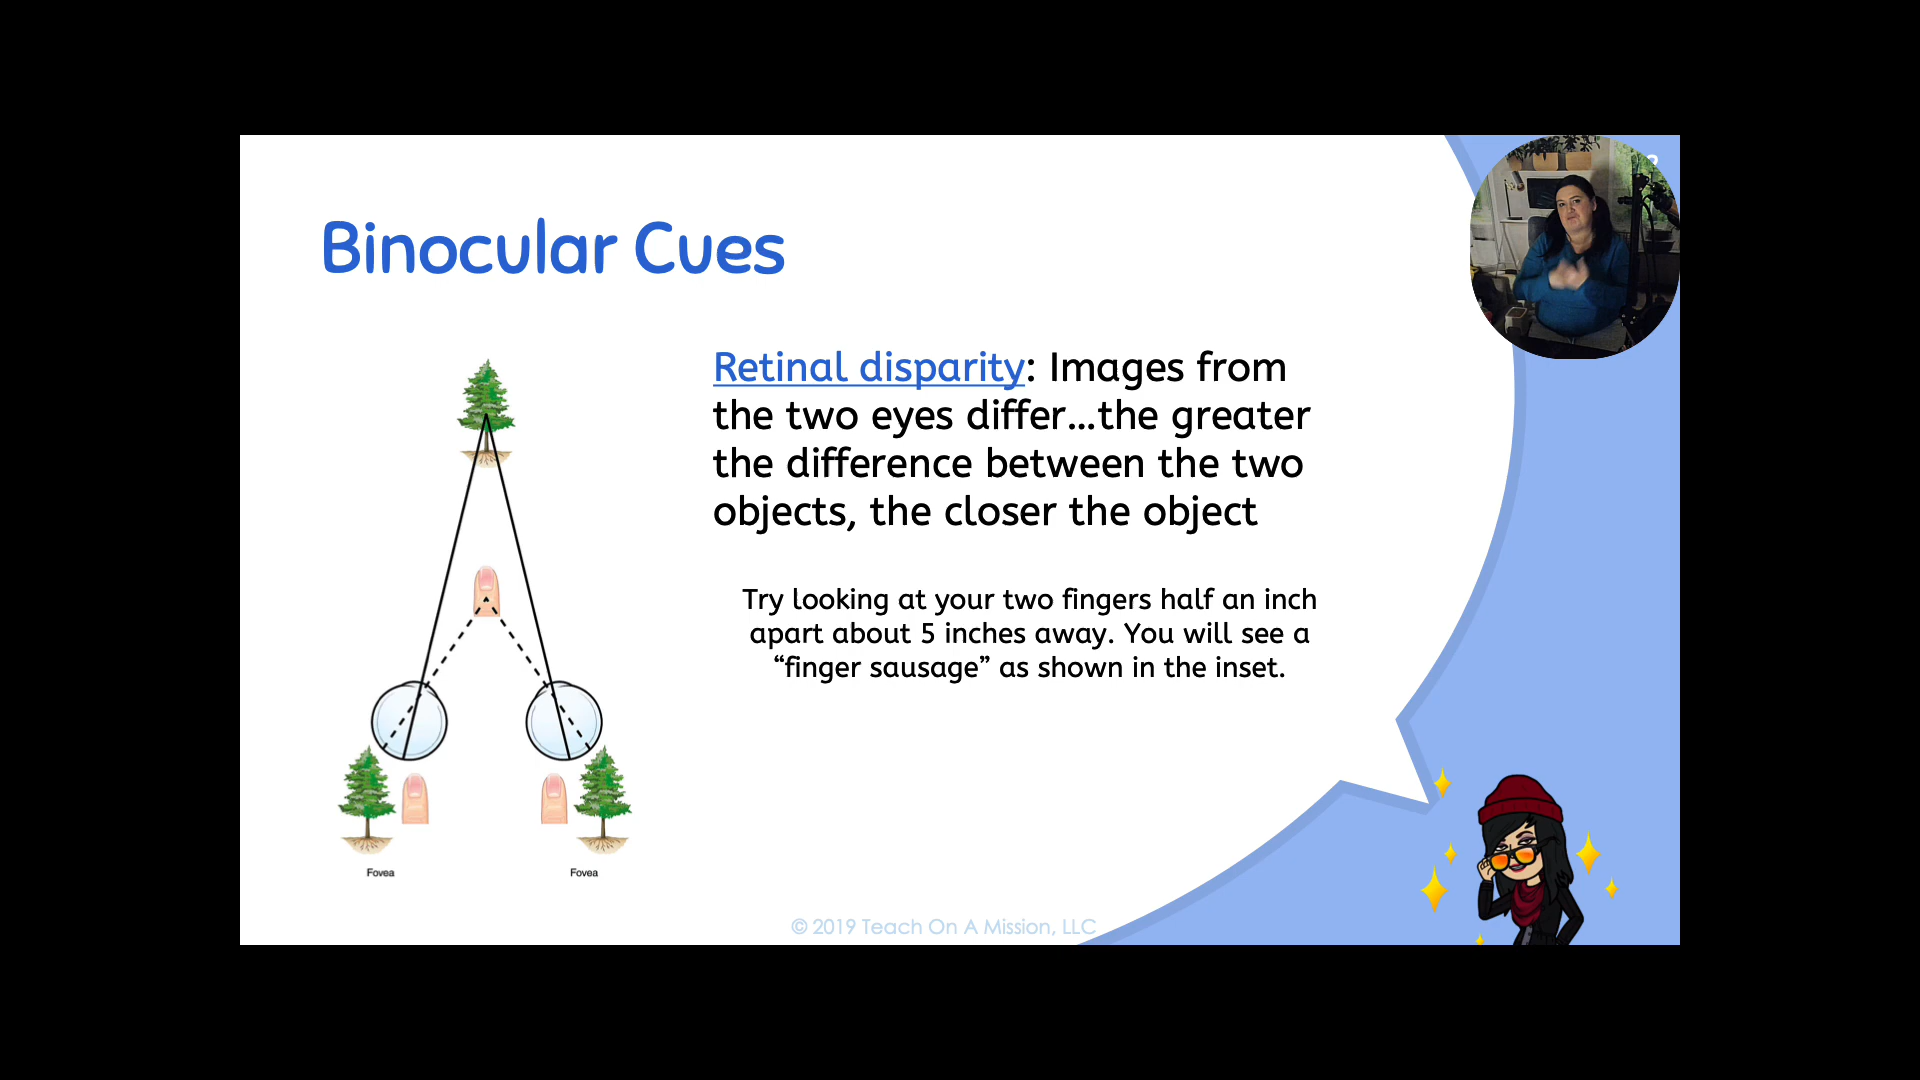 Binocular Cues
Retinal disparity: Images from
the two eyes differ...the greater
the difference between the two
objects, the closer the object
Try looking at your two fingers half an inch
apart about 5 inches away. You will see a
“finger sausage” as shown in the inset.
Fovea
Fovea
© 2019 Teach On A Mission, LLC